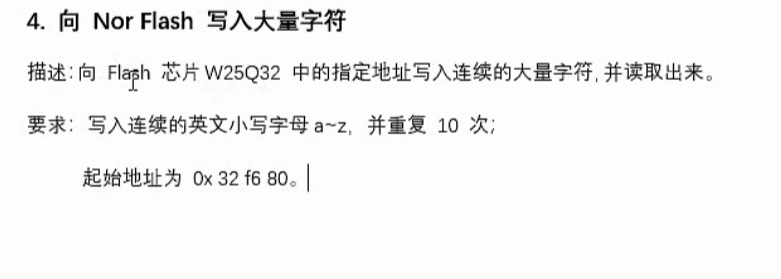 4. 向 Nor Flash 写入大量字符
描述:向 Flash 芯片 W25Q32 中的指定地址写入连续的大量字符, 并读取出来。
要求: 写入连续的英文小写字母 a~z, 并重复 10 次;
起始地址为 0x 32 f6 80。